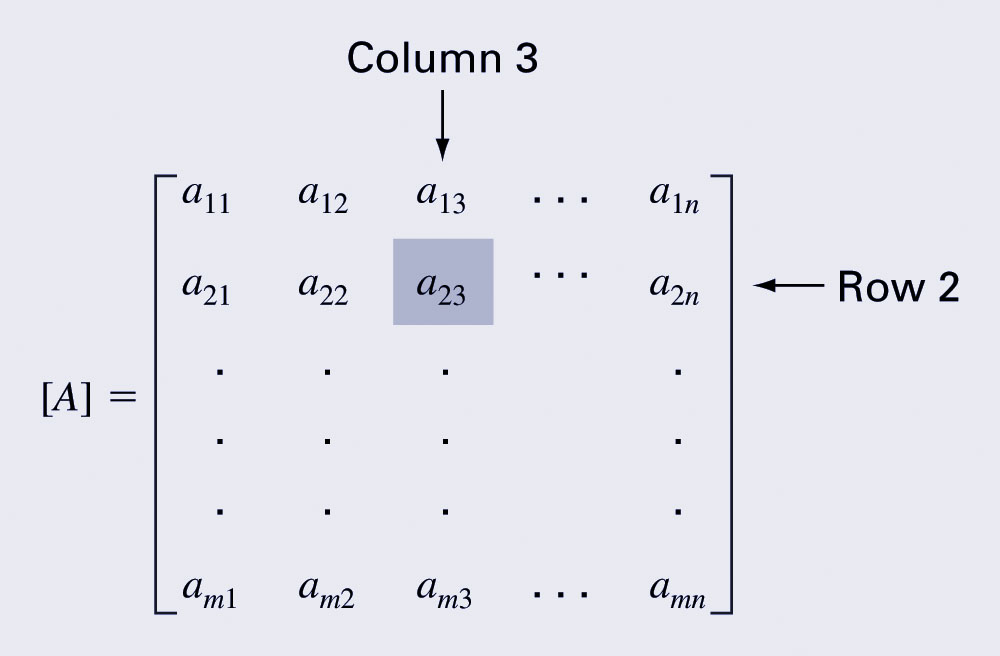 Column 3
a₁₁ a₁₂ a₁₃ . . . a₁ₙ
a₂₁ a₂₂ a₂₃ . . . a₂ₙ Row 2
. . . .
[A] =
. . . .
. . . .
aₘ₁ aₘ₂ aₘ₃ . . . aₘₙ